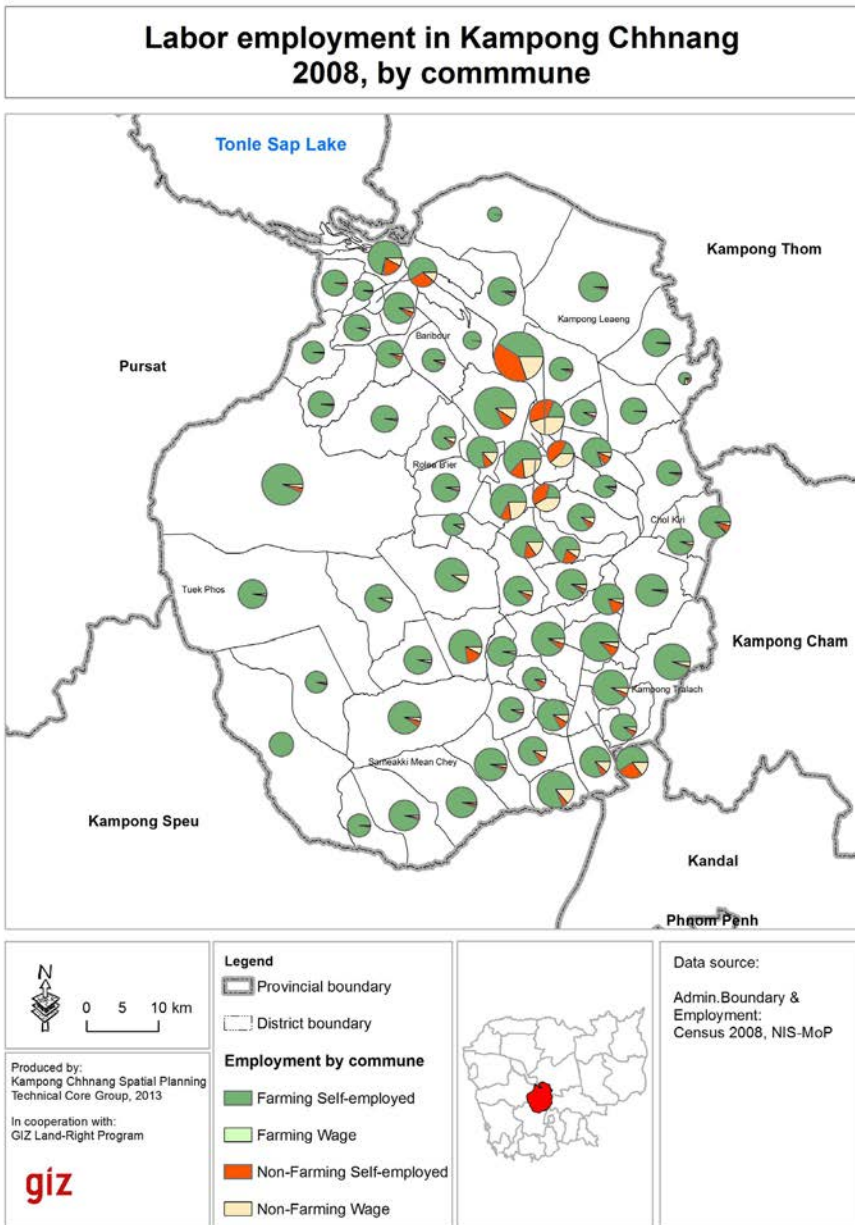 Labor employment in Kampong Chhnang
2008, by commmune
Tonle Sap Lake
Kampong Thom
Kampong Leaeng
Baribour
Pursat
Rolea B'ier
Chol Kiri
Tuek Phos
Kampong Cham
Kampong Tralach
Sameakki Mean Chey
Kampong Speu
Kandal
Phnom Penh
N
0 5 10 km
Produced by:
Kampong Chhnang Spatial Planning
Technical Core Group, 2013
In cooperation with:
GIZ Land-Right Program
giz
Legend
Provincial boundary
District boundary
Employment by commune
Farming Self-employed
Farming Wage
Non-Farming Self-employed
Non-Farming Wage
Data source:
Admin.Boundary &
Employment:
Census 2008, NIS-MoP